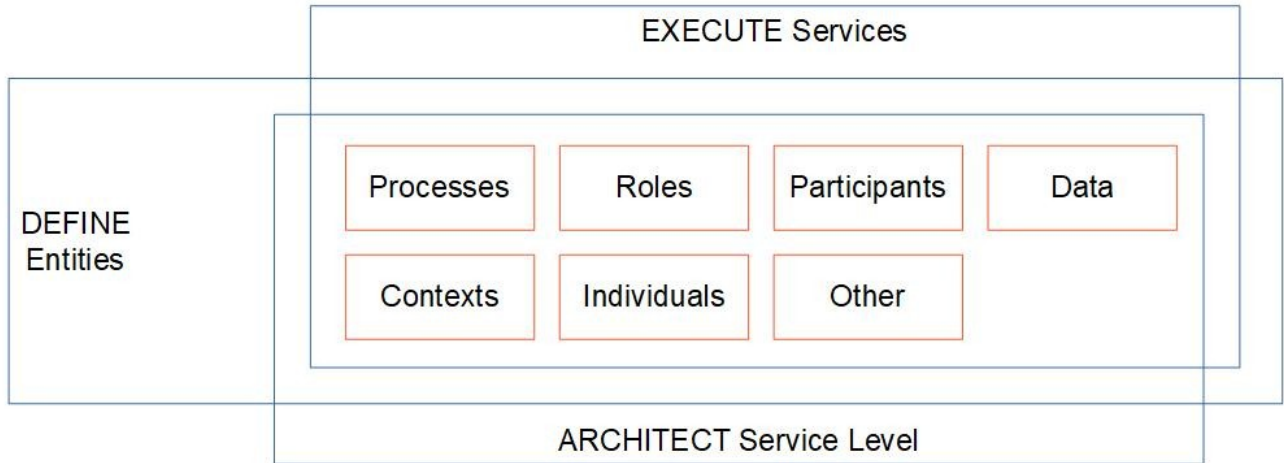 EXECUTE Services
Processes
Roles
Participants
Data
DEFINE
Entities
Contexts
Individuals
Other
ARCHITECT Service Level